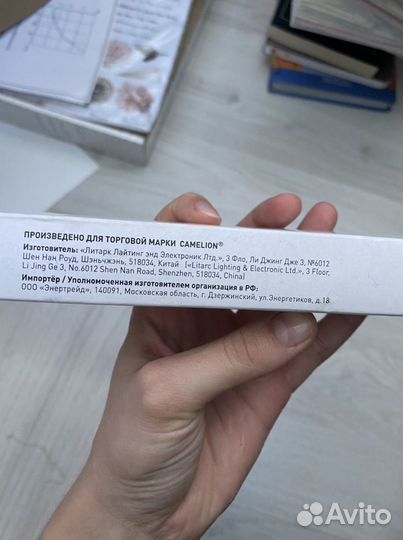 ПРОИЗВЕДЕНО ДЛЯ ТОРГОВОЙ МАРКИ CAMELION®
Изготовитель: «Литарк Лайтинг энд Электроник Лтд.», 3 Фло, Ли Джинг Дже 3, №6012
Шен Нан Роуд, Шэньчжэнь, 518034, Китай («Litarc Lighting & Electronic Ltd.», 3 Floor,
Li Jing Ge 3, No.6012 Shen Nan Road, Shenzhen, 518034, China)
Импортёр / Уполномоченная изготовителем организация в РФ:
ООО «Энертрейд», 140091, Московская область, г. Дзержинский, ул.Энергетиков, д.18
Avito